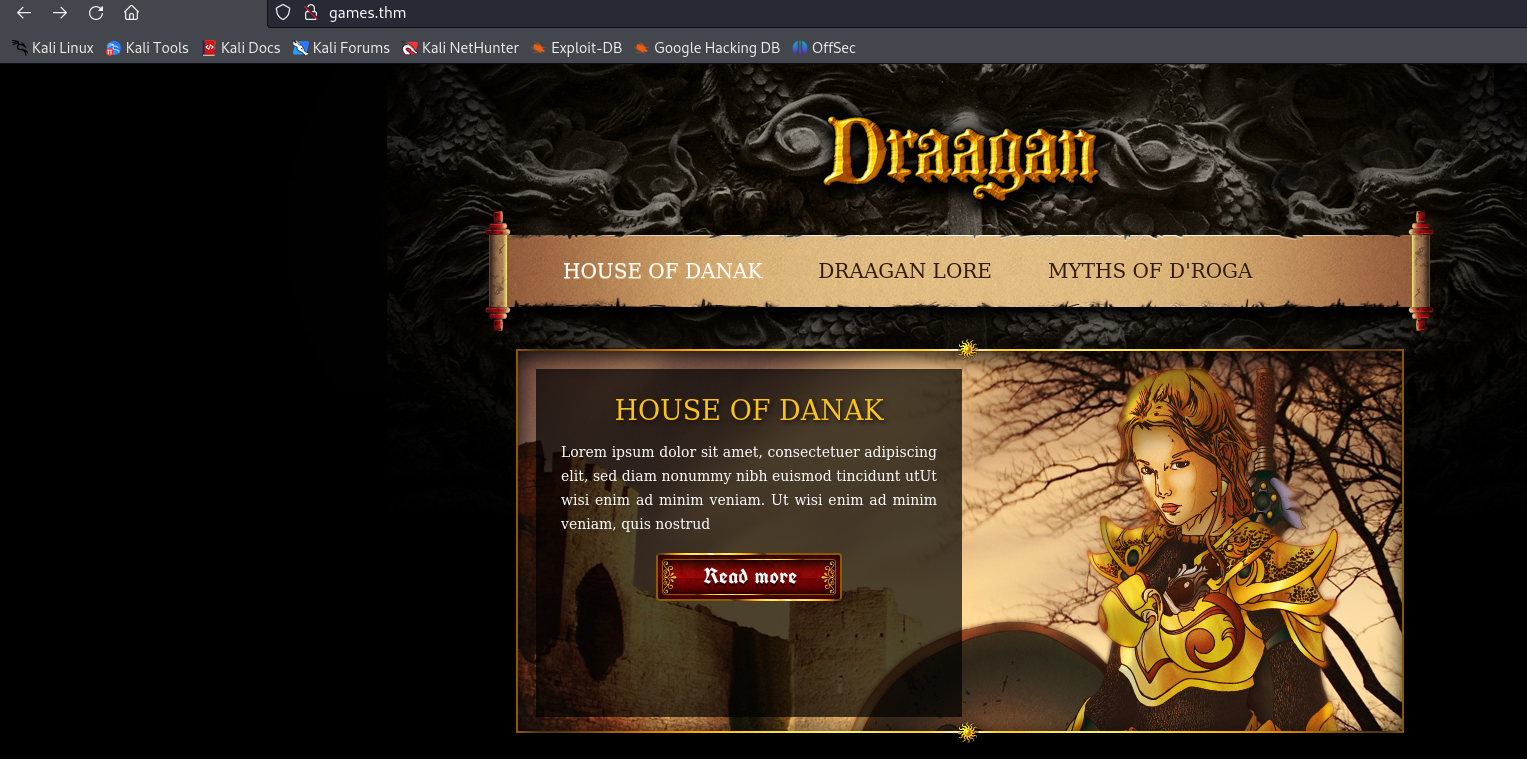 games.thm
Kali Linux Kali Tools Kali Docs Kali Forums Kali NetHunter Exploit-DB Google Hacking DB OffSec
Draagan
HOUSE OF DANAK DRAAGAN LORE MYTHS OF D'ROGA
HOUSE OF DANAK
Lorem ipsum dolor sit amet, consectetuer adipiscing
elit, sed diam nonummy nibh euismod tincidunt utUt
wisi enim ad minim veniam. Ut wisi enim ad minim
veniam, quis nostrud
Read more